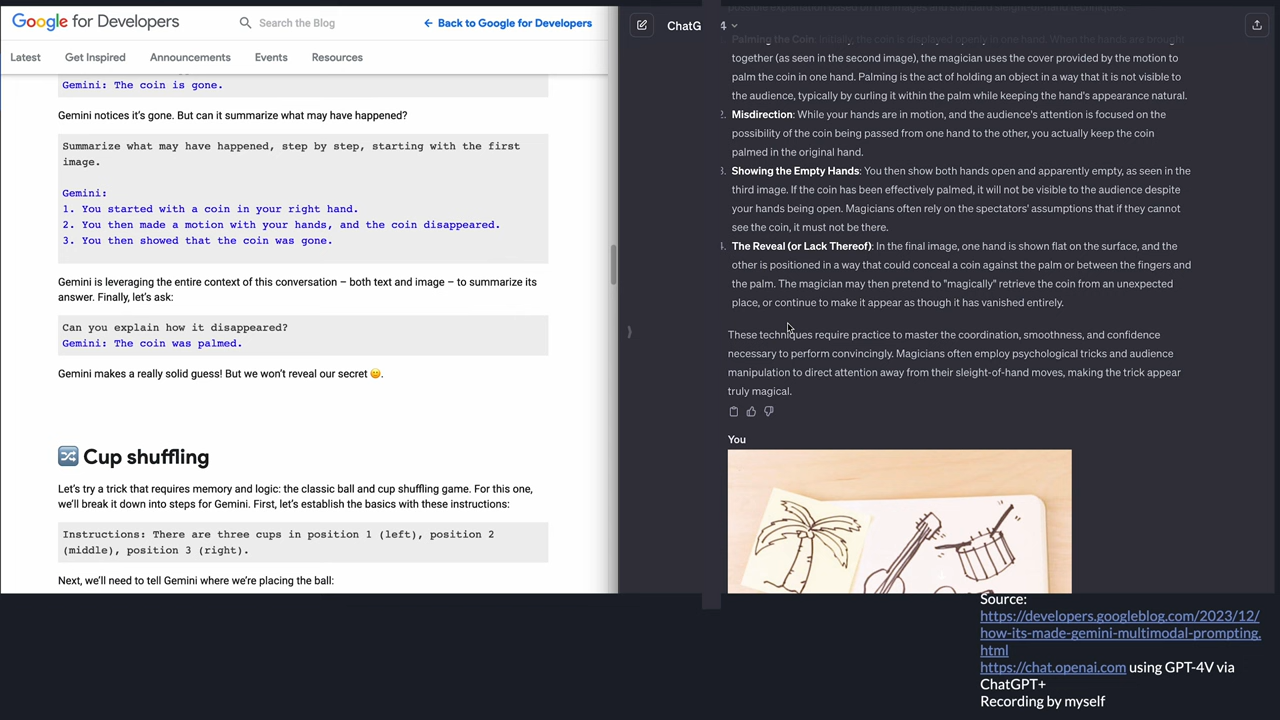 Google for Developers
Search the Blog
← Back to Google for Developers
Latest
Get Inspired
Announcements
Events
Resources
Gemini: The coin is gone.
Gemini notices it's gone. But can it summarize what may have happened?
Summarize what may have happened, step by step, starting with the first
image.
Gemini:
1. You started with a coin in your right hand.
2. You then made a motion with your hands, and the coin disappeared.
3. You then showed that the coin was gone.
Gemini is leveraging the entire context of this conversation – both text and image – to summarize its
answer. Finally, let's ask:
Can you explain how it disappeared?
Gemini: The coin was palmed.
Gemini makes a really solid guess! But we won't reveal our secret 😉.
🔀 Cup shuffling
Let's try a trick that requires memory and logic: the classic ball and cup shuffling game. For this one,
we'll break it down into steps for Gemini. First, let's establish the basics with these instructions:
Instructions: There are three cups in position 1 (left), position 2
(middle), position 3 (right).
Next, we'll need to tell Gemini where we're placing the ball:
ChatG 4
Palming the Coin: Initially, the coin is displayed openly in one hand. When the hands are brought
together (as seen in the second image), the magician uses the cover provided by the motion to
palm the coin in one hand. Palming is the act of holding an object in a way that it is not visible to
the audience, typically by curling it within the palm while keeping the hand's appearance natural.
2. Misdirection: While your hands are in motion, and the audience's attention is focused on the
possibility of the coin being passed from one hand to the other, you actually keep the coin
palmed in the original hand.
3. Showing the Empty Hands: You then show both hands open and apparently empty, as seen in the
third image. If the coin has been effectively palmed, it will not be visible to the audience despite
your hands being open. Magicians often rely on the spectators' assumptions that if they cannot
see the coin, it must not be there.
4. The Reveal (or Lack Thereof): In the final image, one hand is shown flat on the surface, and the
other is positioned in a way that could conceal a coin against the palm or between the fingers and
the palm. The magician may then pretend to "magically" retrieve the coin from an unexpected
place, or continue to make it appear as though it has vanished entirely.
These techniques require practice to master the coordination, smoothness, and confidence
necessary to perform convincingly. Magicians often employ psychological tricks and audience
manipulation to direct attention away from their sleight-of-hand moves, making the trick appear
truly magical.
You
Source:
https://developers.googleblog.com/2023/12/
how-its-made-gemini-multimodal-prompting.
html
https://chat.openai.com using GPT-4V via
ChatGPT+
Recording by myself